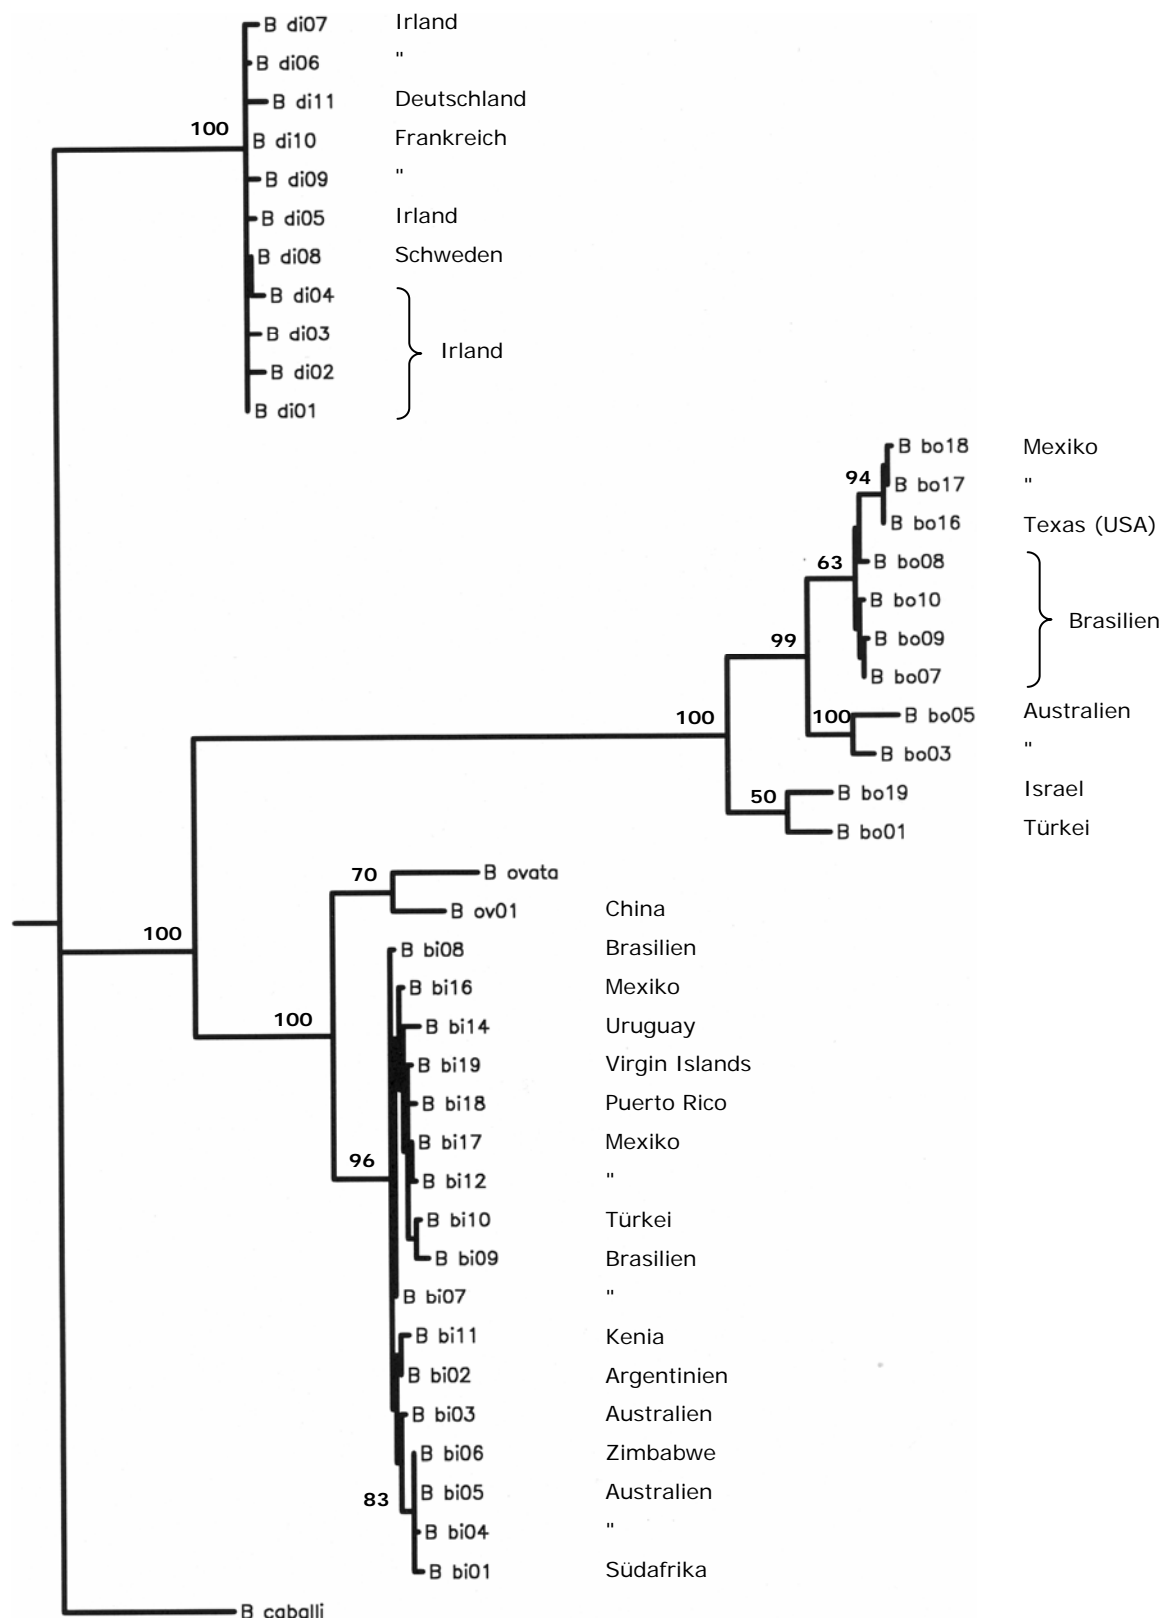 B di07 Irland
B di06 "
B di11 Deutschland
100
B di10 Frankreich
B di09 "
B di05 Irland
B di08 Schweden
B di04
B di03
Irland
B di02
B di01
B bo18 Mexiko
94
B bo17 "
B bo16 Texas (USA)
63
B bo08
B bo10
Brasilien
99
B bo09
B bo07
100
100
B bo05 Australien
B bo03 "
50
B bo19 Israel
B bo01 Türkei
70
B ovata
B ov01 China
100
B bi08 Brasilien
B bi16 Mexiko
100
B bi14 Uruguay
B bi19 Virgin Islands
B bi18 Puerto Rico
B bi17 Mexiko
96
B bi12 "
B bi10 Türkei
B bi09 Brasilien
B bi07 "
B bi11 Kenia
B bi02 Argentinien
B bi03 Australien
B bi06 Zimbabwe
83
B bi05 Australien
B bi04 "
B bi01 Südafrika
B caballi